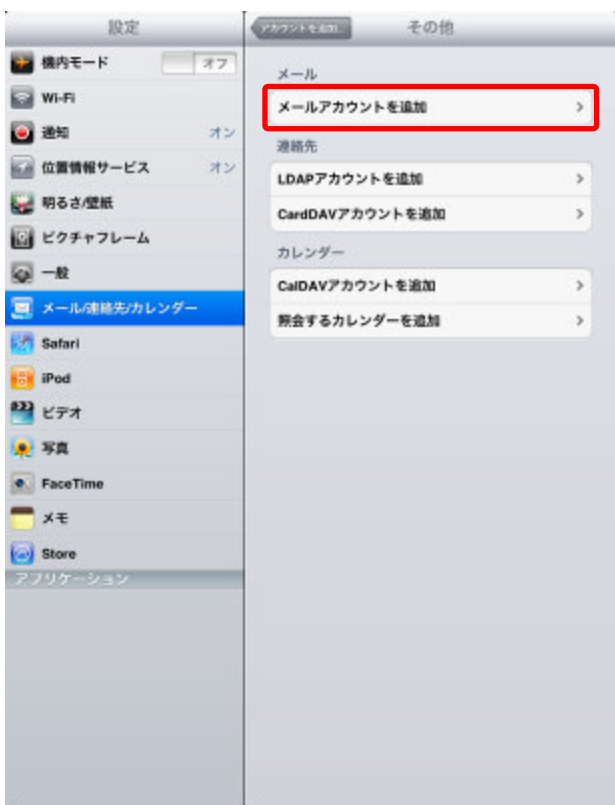 設定
機内モード オフ
Wi-Fi
通知 オン
位置情報サービス オン
明るさ/壁紙
ピクチャフレーム
一般
メール/連絡先/カレンダー
Safari
iPod
ビデオ
写真
FaceTime
メモ
Store
アプリケーション
アカウントを追加... その他
メール
メールアカウントを追加
連絡先
LDAPアカウントを追加
CardDAVアカウントを追加
カレンダー
CalDAVアカウントを追加
照会するカレンダーを追加